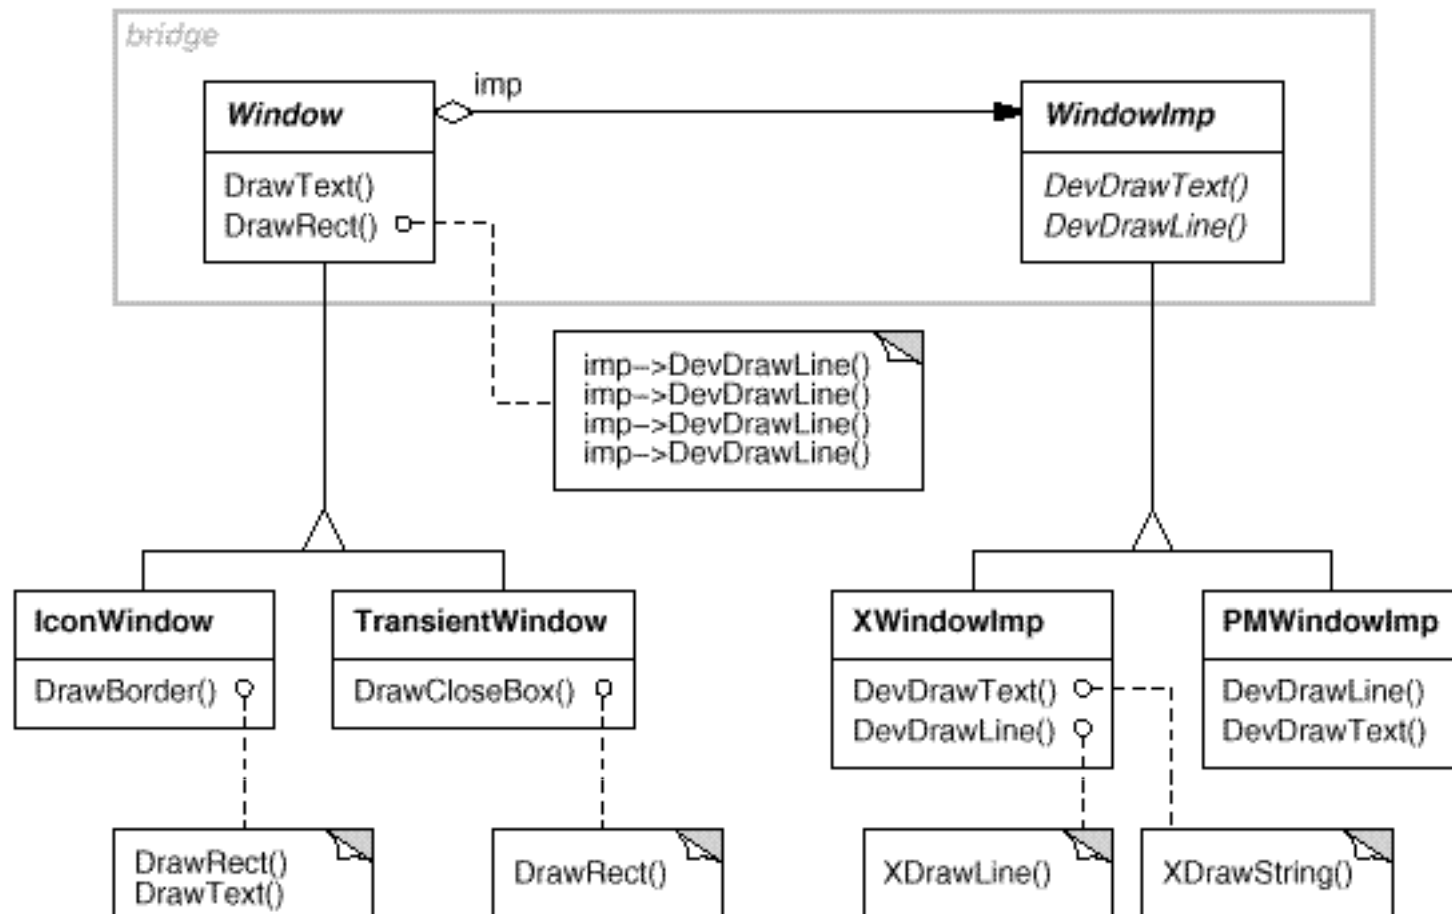 bridge
imp
Window
WindowImp
DrawText()
DrawRect()
DevDrawText()
DevDrawLine()
imp->DevDrawLine()
imp->DevDrawLine()
imp->DevDrawLine()
imp->DevDrawLine()
IconWindow
DrawBorder()
TransientWindow
DrawCloseBox()
XWindowImp
DevDrawText()
DevDrawLine()
PMWindowImp
DevDrawLine()
DevDrawText()
DrawRect()
DrawText()
DrawRect()
XDrawLine()
XDrawString()